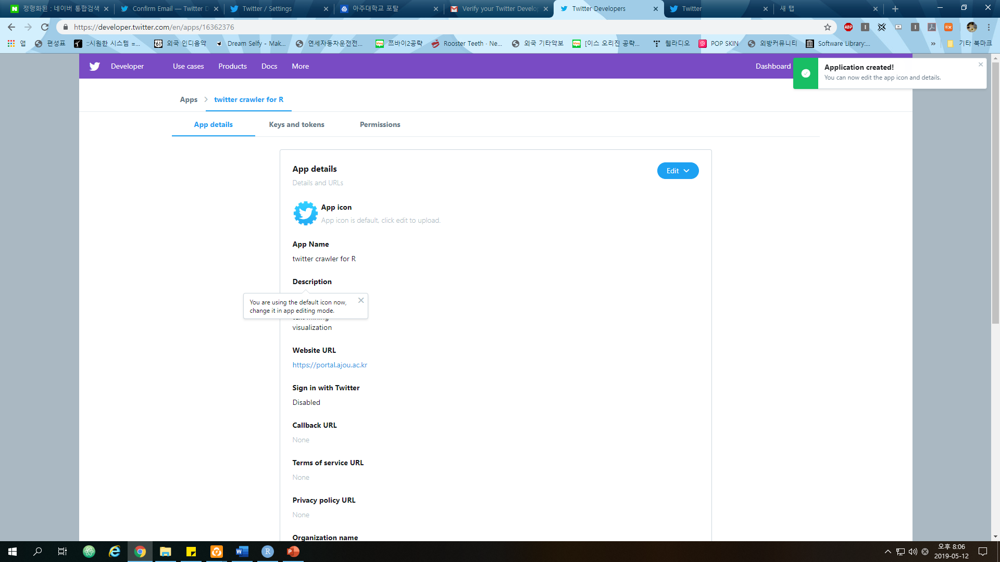 정형화된 : 네이버 통합검색
Confirm Email — Twitter D
Twitter / Settings
아주대학교 포탈
Verify your Twitter Develo
Twitter Developers
Twitter
새 탭
https://developer.twitter.com/en/apps/16362376
앱
편성표
::시원한 시스템 =...
외국 인디음악
Dream Selfy - Mak...
연세자동차운전전...
쯔바이2공략
Rooster Teeth · Ne...
외국 기타악보
[이스 오리진 공략...
웹라디오
POP SKIN
외방커뮤니티
Software Library:...
»
기타 북마크
Developer
Use cases
Products
Docs
More
Dashboard
Application created!
You can now edit the app icon and details.
Apps
twitter crawler for R
App details
Keys and tokens
Permissions
App details
Edit
Details and URLs
App icon
App icon is default, click edit to upload.
App Name
twitter crawler for R
Description
You are using the default icon now,
change it in app editing mode.
text mining
visualization
Website URL
https://portal.ajou.ac.kr
Sign in with Twitter
Disabled
Callback URL
None
Terms of service URL
None
Privacy policy URL
None
Organization name
오후 8:06
2019-05-12